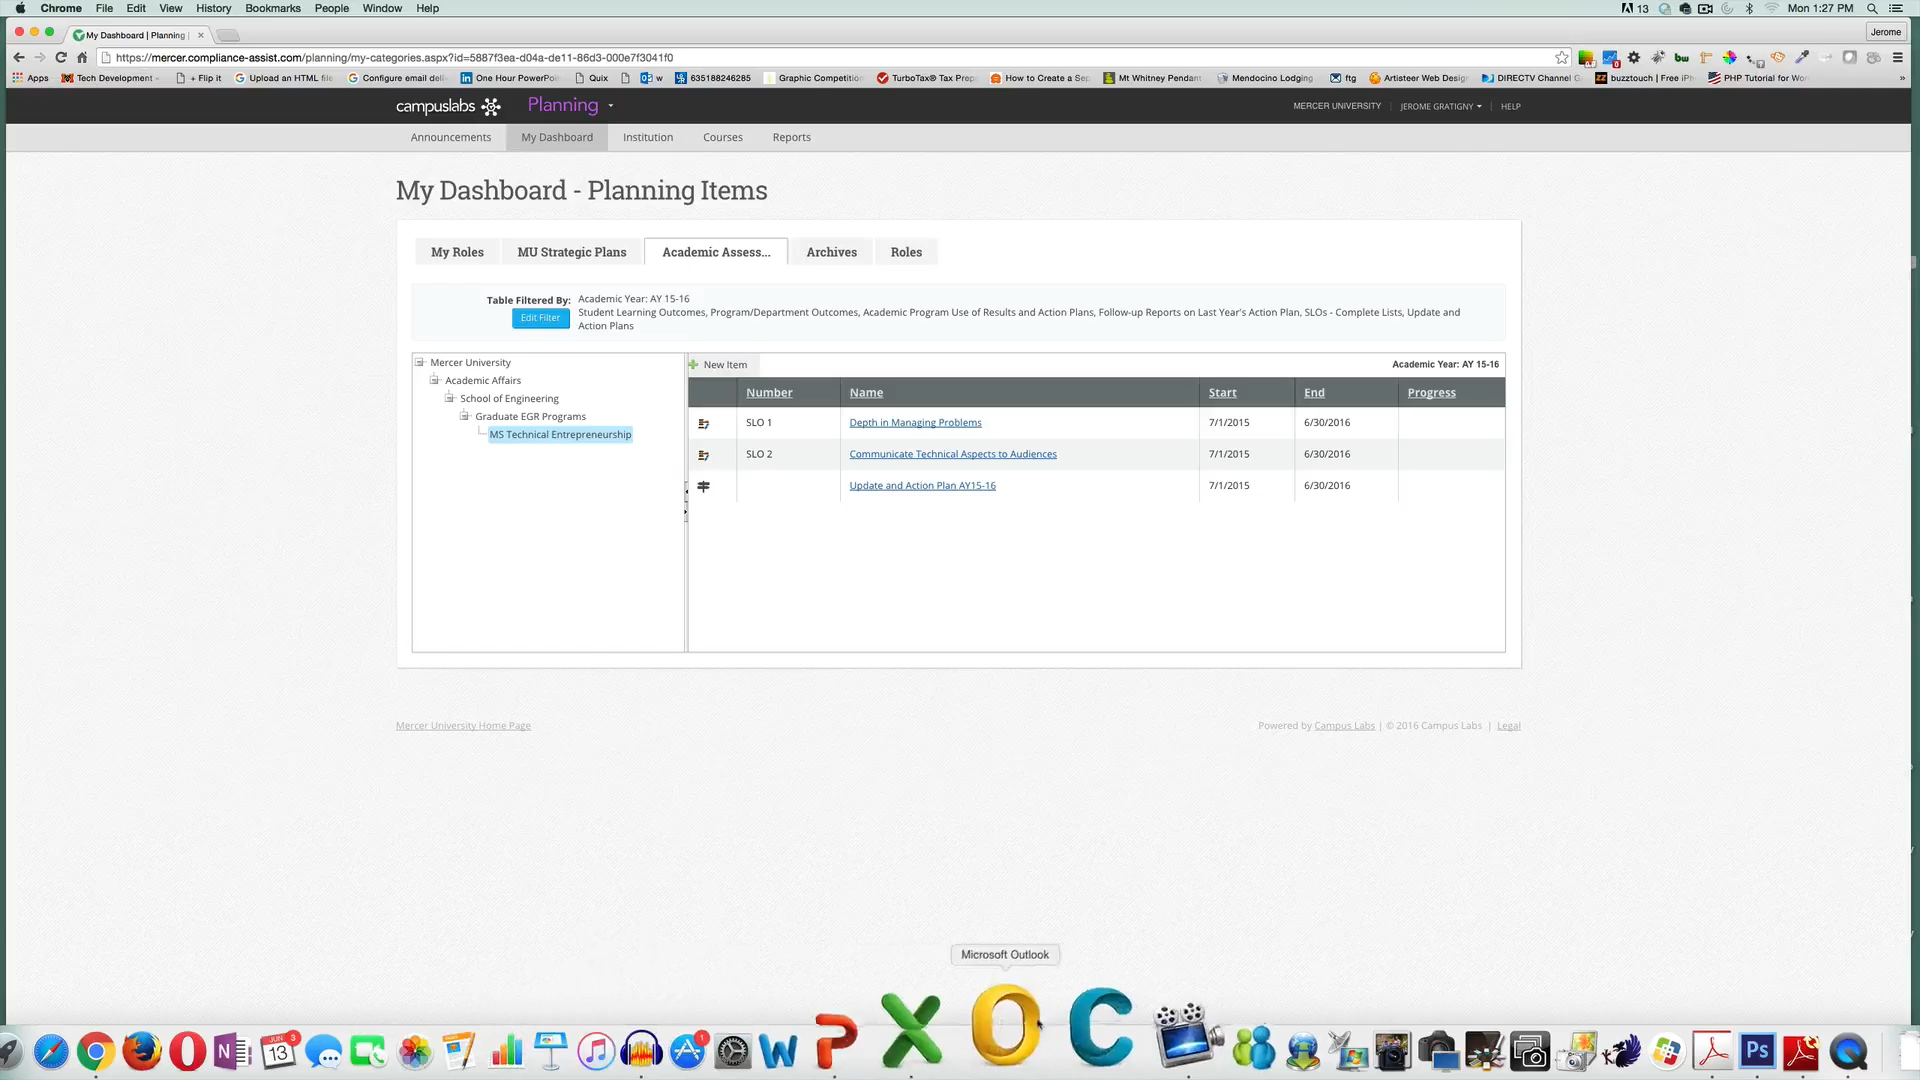 Chrome File Edit View History Bookmarks People Window Help 13 Mon 1:27 PM
My Dashboard | Planning | Jerome
https://mercer.compliance-assist.com/planning/my-categories.aspx?id=5887f3ea-d04a-de11-86d3-000e7f3041f0
Apps Tech Development + Flip it Upload an HTML file Configure email deli One Hour PowerPoi Quix w 635188246285 Graphic Competition TurboTax® Tax Prep How to Create a Sep Mt Whitney Pendant Mendocino Lodging ftg Artisteer Web Design DIRECTV Channel G buzztouch | Free iPh PHP Tutorial for Wor »
campuslabs Planning MERCER UNIVERSITY JEROME GRATIGNY HELP
Announcements My Dashboard Institution Courses Reports
My Dashboard - Planning Items
My Roles MU Strategic Plans Academic Assess... Archives Roles
Table Filtered By: Academic Year: AY 15-16
Edit Filter Student Learning Outcomes, Program/Department Outcomes, Academic Program Use of Results and Action Plans, Follow-up Reports on Last Year's Action Plan, SLOs - Complete Lists, Update and
Action Plans
Mercer University
Academic Affairs
School of Engineering
Graduate EGR Programs
MS Technical Entrepreneurship
New Item Academic Year: AY 15-16
Number Name Start End Progress
SLO 1 Depth in Managing Problems 7/1/2015 6/30/2016
SLO 2 Communicate Technical Aspects to Audiences 7/1/2015 6/30/2016
Update and Action Plan AY15-16 7/1/2015 6/30/2016
Mercer University Home Page Powered by Campus Labs | © 2016 Campus Labs | Legal
Microsoft Outlook
N JUN 13 3 1 W P X O C Ps